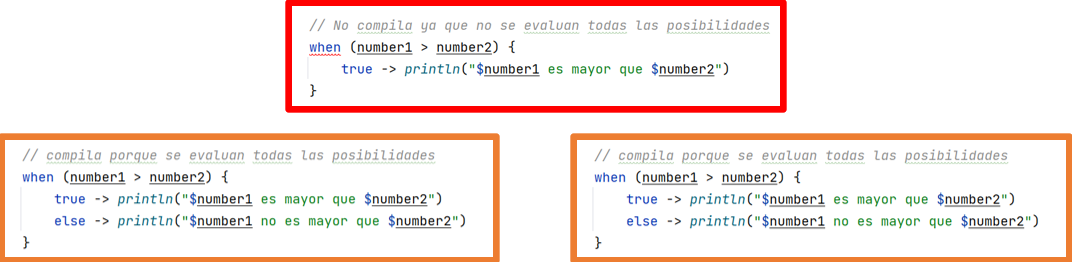 // No compila ya que no se evaluan todas las posibilidades
when (number1 > number2) {
    true -> println("$number1 es mayor que $number2")
}
// compila porque se evaluan todas las posibilidades
when (number1 > number2) {
    true -> println("$number1 es mayor que $number2")
    else -> println("$number1 no es mayor que $number2")
}
// compila porque se evaluan todas las posibilidades
when (number1 > number2) {
    true -> println("$number1 es mayor que $number2")
    else -> println("$number1 no es mayor que $number2")
}